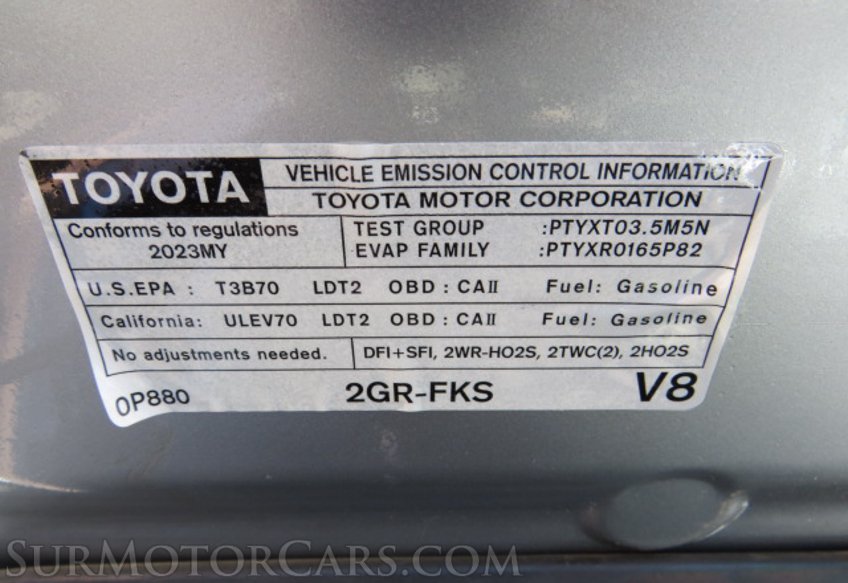 TOYOTA
VEHICLE EMISSION CONTROL INFORMATION
TOYOTA MOTOR CORPORATION
Conforms to regulations
2023MY
TEST GROUP :PTYXT03.5M5N
EVAP FAMILY :PTYXR0165P82
U.S.EPA : T3B70 LDT2 OBD : CAII Fuel: Gasoline
California: ULEV70 LDT2 OBD : CAII Fuel: Gasoline
No adjustments needed. DFI+SFI, 2WR-HO2S, 2TWC(2), 2HO2S
0P880 2GR-FKS V8
SurMotorCars.com